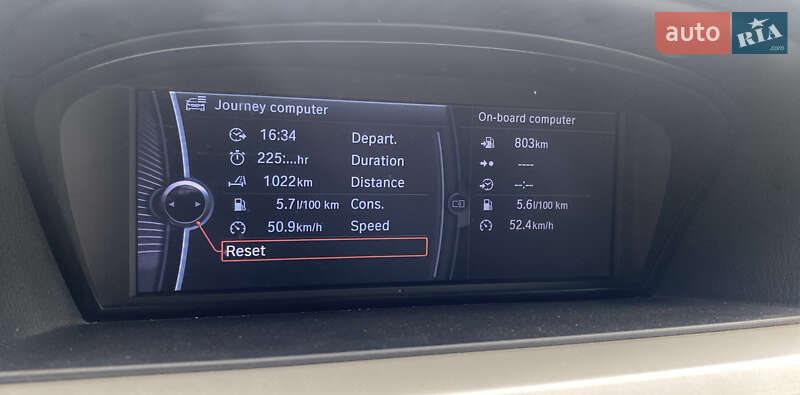 auto RIA .com
Journey computer
16:34 Depart.
225:...hr Duration
1022km Distance
5.7l/100 km Cons.
50.9km/h Speed
Reset
On-board computer
803km
----
--:--
5.6l/100 km
52.4km/h